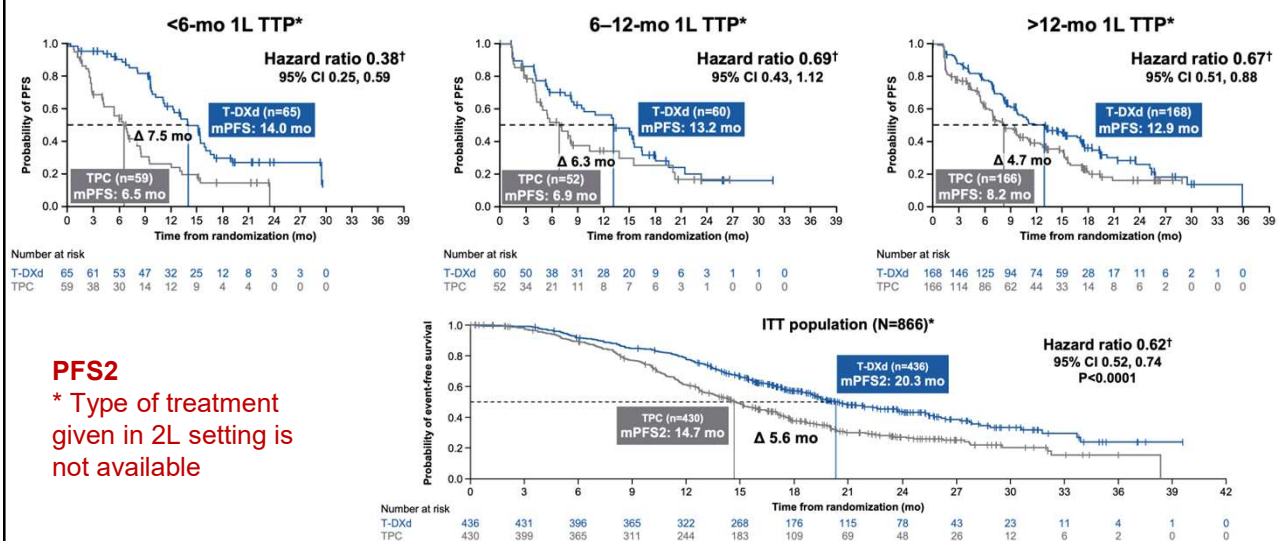 <6-mo 1L TTP*
Hazard ratio 0.38†
95% CI 0.25, 0.59
Probability of PFS
1.0
0.8
0.6
0.4
0.2
0.0
T-DXd (n=65)
mPFS: 14.0 mo
Δ 7.5 mo
TPC (n=59)
mPFS: 6.5 mo
0 3 6 9 12 15 18 21 24 27 30 33 36 39
Time from randomization (mo)
Number at risk
T-DXd 65 61 53 47 32 25 12 8 3 3 0
TPC 59 38 30 14 12 9 4 4 0 0 0
6–12-mo 1L TTP*
Hazard ratio 0.69†
95% CI 0.43, 1.12
Probability of PFS
1.0
0.8
0.6
0.4
0.2
0.0
T-DXd (n=60)
mPFS: 13.2 mo
Δ 6.3 mo
TPC (n=52)
mPFS: 6.9 mo
0 3 6 9 12 15 18 21 24 27 30 33 36 39
Time from randomization (mo)
Number at risk
T-DXd 60 50 38 31 28 20 9 6 3 1 1 0
TPC 52 34 21 11 8 7 6 3 1 0 0 0
>12-mo 1L TTP*
Hazard ratio 0.67†
95% CI 0.51, 0.88
Probability of PFS
1.0
0.8
0.6
0.4
0.2
0.0
T-DXd (n=168)
mPFS: 12.9 mo
Δ 4.7 mo
TPC (n=166)
mPFS: 8.2 mo
0 3 6 9 12 15 18 21 24 27 30 33 36 39
Time from randomization (mo)
Number at risk
T-DXd 168 146 125 94 74 59 28 17 11 6 2 1 0
TPC 166 114 86 62 44 33 14 8 6 2 0 0 0
PFS2
* Type of treatment
given in 2L setting is
not available
ITT population (N=866)*
Hazard ratio 0.62†
95% CI 0.52, 0.74
P<0.0001
Probability of event-free survival
1.0
0.8
0.6
0.4
0.2
0.0
T-DXd (n=436)
mPFS2: 20.3 mo
TPC (n=430)
mPFS2: 14.7 mo
Δ 5.6 mo
0 3 6 9 12 15 18 21 24 27 30 33 36 39 42
Time from randomization (mo)
Number at risk
T-DXd 436 431 396 365 322 268 176 115 78 43 23 11 4 1 0
TPC 430 399 365 311 244 183 109 69 48 26 12 6 2 0 0